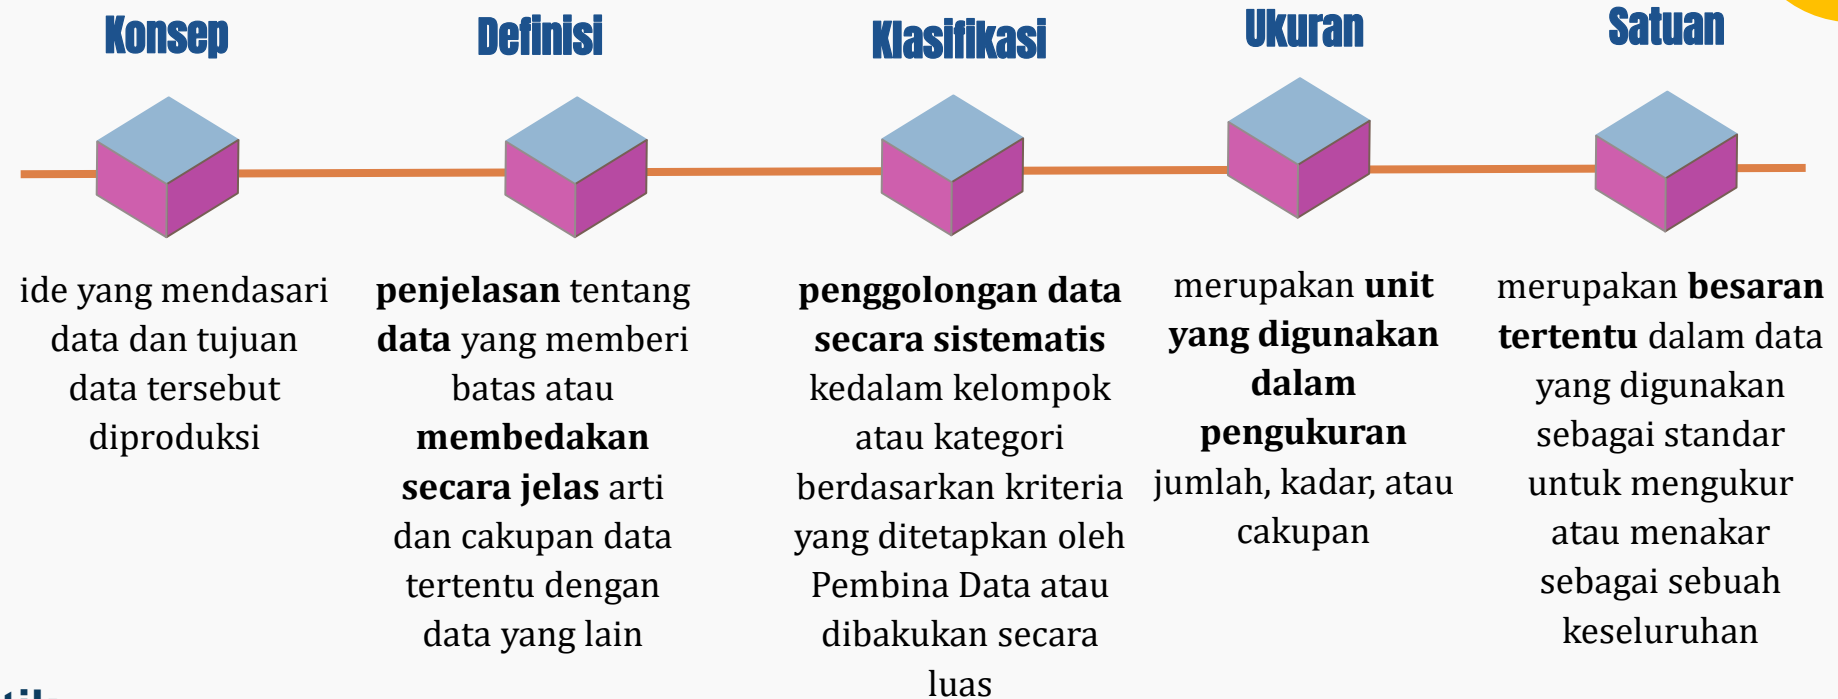 Konsep
ide yang mendasari
data dan tujuan
data tersebut
diproduksi
Definisi
penjelasan tentang
data yang memberi
batas atau
membedakan
secara jelas arti
dan cakupan data
tertentu dengan
data yang lain
Klasifikasi
penggolongan data
secara sistematis
kedalam kelompok
atau kategori
berdasarkan kriteria
yang ditetapkan oleh
Pembina Data atau
dibakukan secara
luas
Ukuran
merupakan unit
yang digunakan
dalam
pengukuran
jumlah, kadar, atau
cakupan
Satuan
merupakan besaran
tertentu dalam data
yang digunakan
sebagai standar
untuk mengukur
atau menakar
sebagai sebuah
keseluruhan